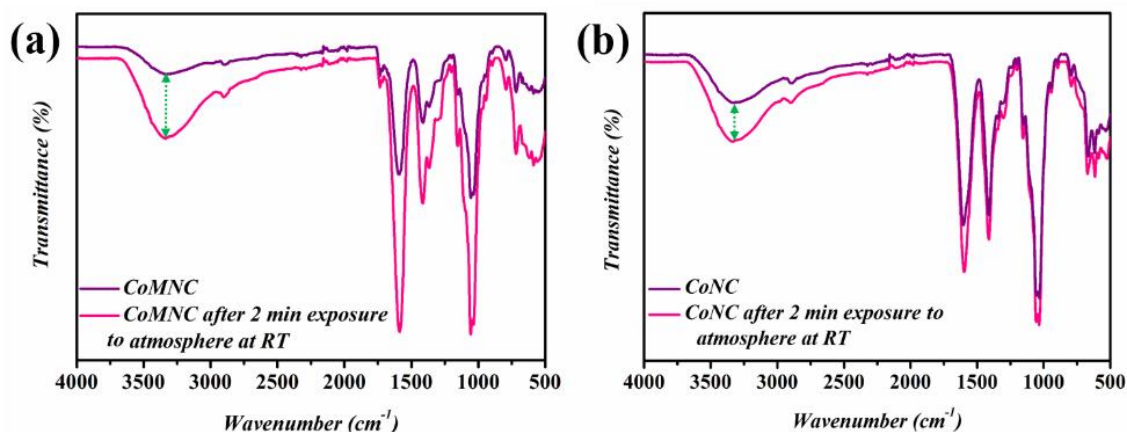 (a)
Transmittance (%)
CoMNC
CoMNC after 2 min exposure
to atmosphere at RT
4000 3500 3000 2500 2000 1500 1000 500
Wavenumber (cm⁻¹)
(b)
Transmittance (%)
CoNC
CoNC after 2 min exposure to
atmosphere at RT
4000 3500 3000 2500 2000 1500 1000 500
Wavenumber (cm⁻¹)